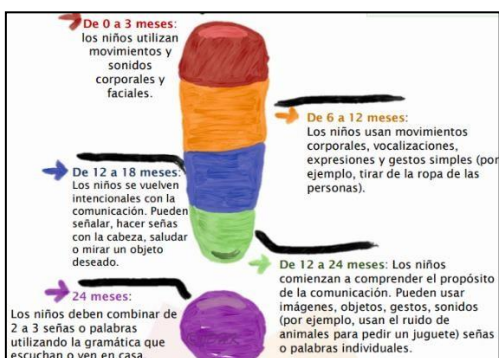 De 0 a 3 meses:
los niños utilizan
movimientos y
sonidos
corporales y
faciales.
De 6 a 12 meses:
Los niños usan movimientos
corporales, vocalizaciones,
expresiones y gestos simples (por
ejemplo, tirar de la ropa de las
personas).
De 12 a 18 meses:
Los niños se vuelven
intencionales con la
comunicación. Pueden
señalar, hacer señas
con la cabeza, saludar
o mirar un objeto
deseado.
De 12 a 24 meses: Los niños
comienzan a comprender el propósito
de la comunicación. Pueden usar
imágenes, objetos, gestos, sonidos
(por ejemplo, usan el ruido de
animales para pedir un juguete) señas
o palabras individuales.
24 meses:
Los niños deben combinar de
2 a 3 señas o palabras
utilizando la gramática que
escuchan o ven en casa